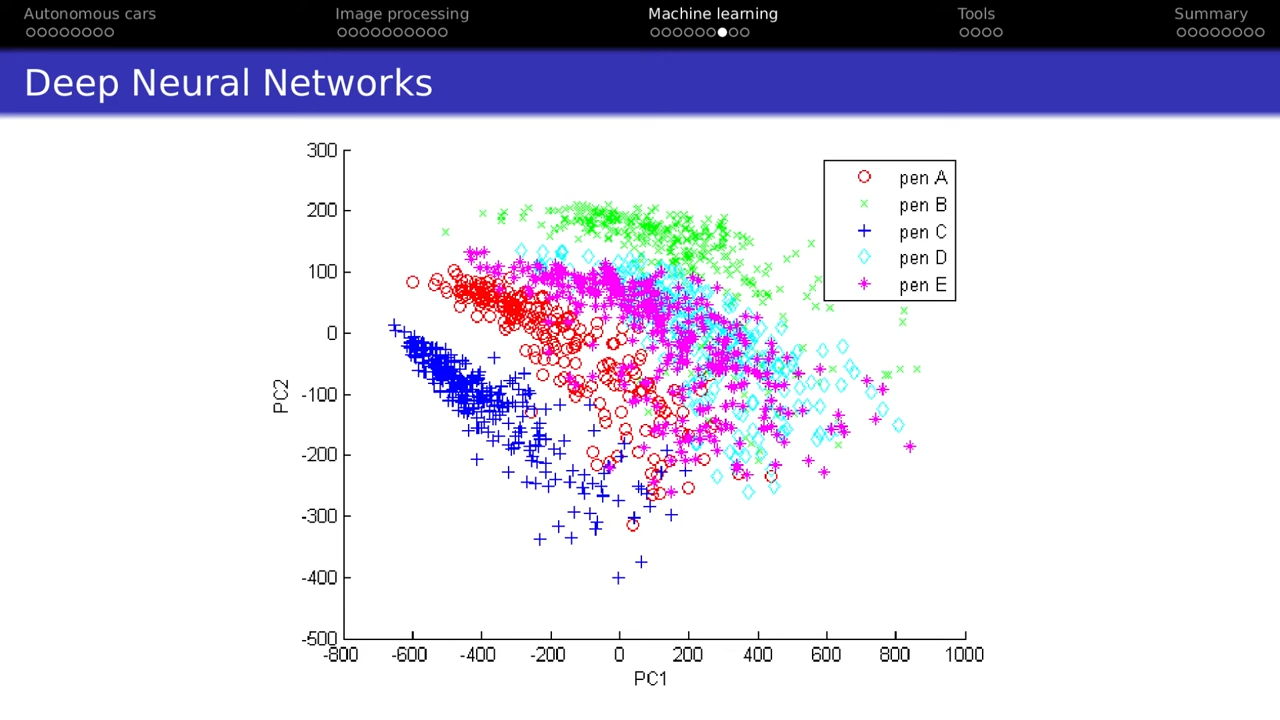 Autonomous cars Image processing Machine learning Tools Summary
Deep Neural Networks
300
200
100
0
-100
-200
-300
-400
-500
PC2
pen A
pen B
pen C
pen D
pen E
-800 -600 -400 -200 0 200 400 600 800 1000
PC1